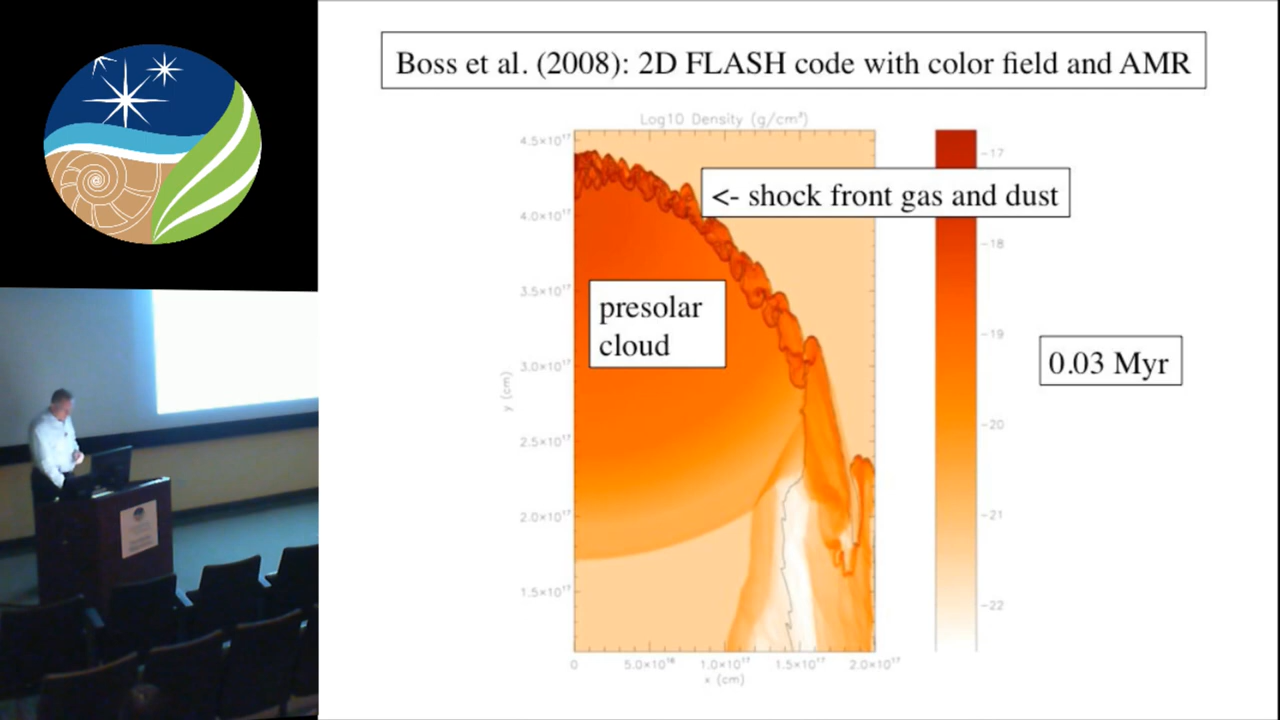 Boss et al. (2008): 2D FLASH code with color field and AMR
Log10 Density (g/cm³)
4.5×10¹⁷
4.0×10¹⁷
3.5×10¹⁷
3.0×10¹⁷
2.5×10¹⁷
2.0×10¹⁷
1.5×10¹⁷
y (cm)
<- shock front gas and dust
presolar
cloud
-17
-18
-19
-20
-21
-22
0.03 Myr
0
5.0×10¹⁶
1.0×10¹⁷
1.5×10¹⁷
2.0×10¹⁷
x (cm)